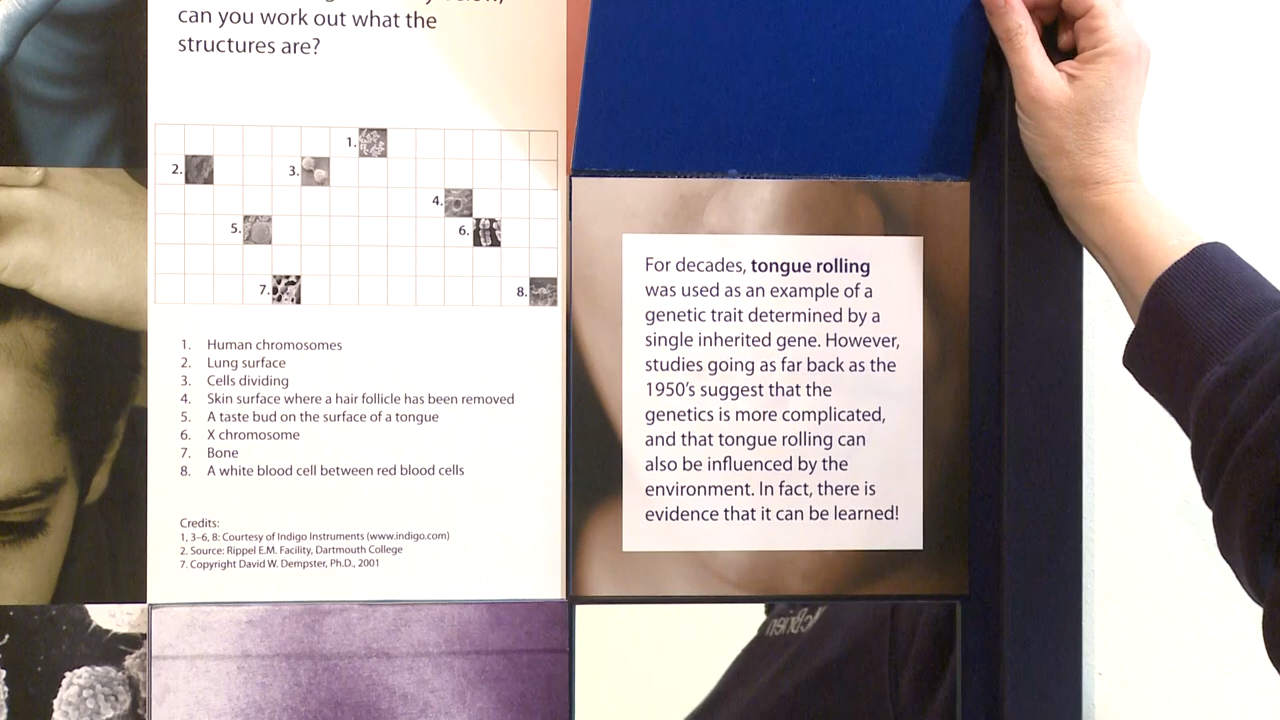 can you work out what the
structures are?
1.
2.
3.
4.
5.
6.
7.
8.
1. Human chromosomes
2. Lung surface
3. Cells dividing
4. Skin surface where a hair follicle has been removed
5. A taste bud on the surface of a tongue
6. X chromosome
7. Bone
8. A white blood cell between red blood cells
Credits:
1, 3–6, 8: Courtesy of Indigo Instruments (www.indigo.com)
2. Source: Rippel E.M. Facility, Dartmouth College
7. Copyright David W. Dempster, Ph.D., 2001
For decades, tongue rolling
was used as an example of a
genetic trait determined by a
single inherited gene. However,
studies going as far back as the
1950's suggest that the
genetics is more complicated,
and that tongue rolling can
also be influenced by the
environment. In fact, there is
evidence that it can be learned!